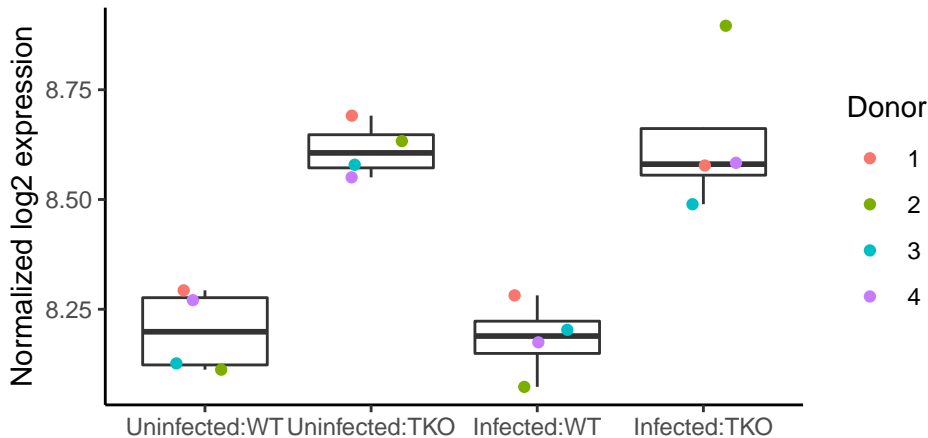 Normalized log2 expression
8.75
8.50
8.25
Uninfected:WT
Uninfected:TKO
Infected:WT
Infected:TKO
Donor
1
2
3
4